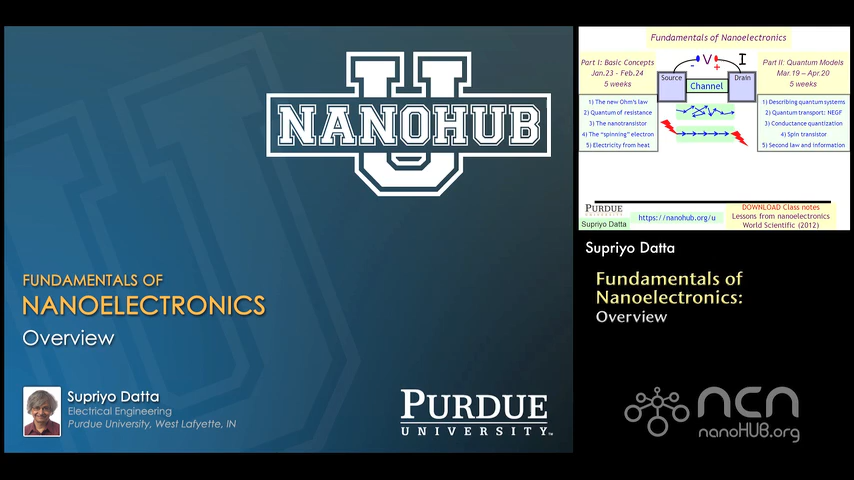 NANOHUB
U
FUNDAMENTALS OF
NANOELECTRONICS
Overview
Supriyo Datta
Electrical Engineering
Purdue University, West Lafyette, IN
PURDUE
UNIVERSITY
Fundamentals of Nanoelectronics
Part I: Basic Concepts
Jan.23 - Feb.24
5 weeks
1) The new Ohm's law
2) Quantum of resistance
3) The nanotransistor
4) The "spinning" electron
5) Electricity from heat
V
I
- +
Source
Drain
Channel
Part II: Quantum Models
Mar.19 - Apr.20
5 weeks
1) Describing quantum systems
2) Quantum transport: NEGF
3) Conductance quantization
4) Spin transistor
5) Second law and information
PURDUE
UNIVERSITY
Supriyo Datta
https://nanohub.org/u
DOWNLOAD Class notes
Lessons from nanoelectronics
World Scientific (2012)
Supriyo Datta
Fundamentals of
Nanoelectronics:
Overview
ncn
nanoHUB.org